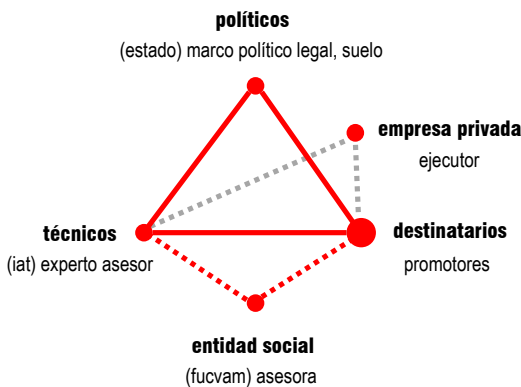 políticos
(estado) marco político legal, suelo
empresa privada
ejecutor
técnicos
(iat) experto asesor
destinatarios
promotores
entidad social
(fucvam) asesora